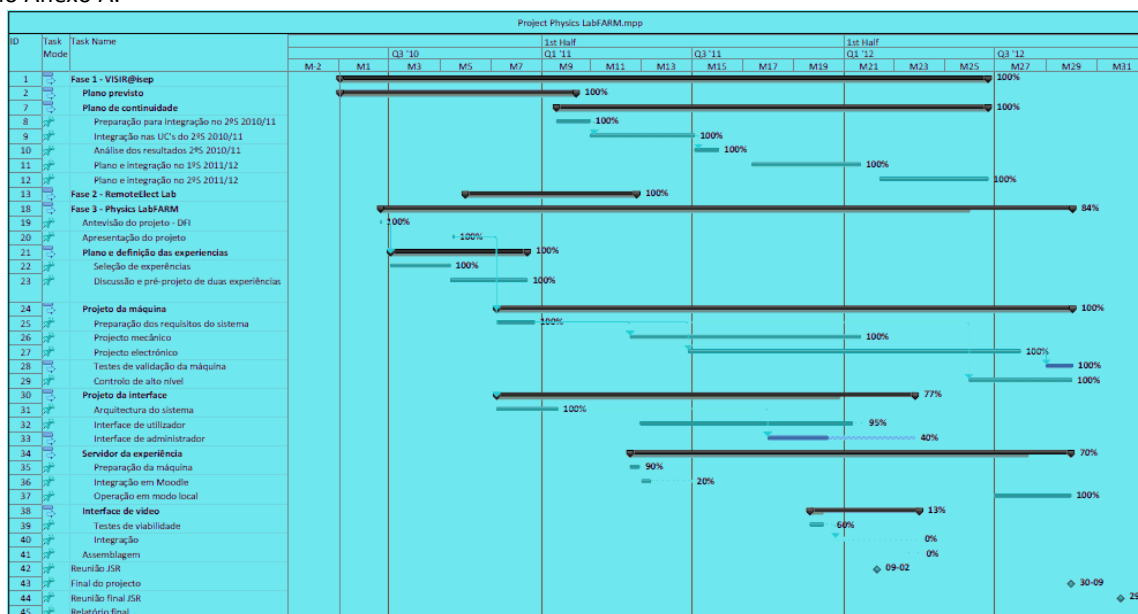 Project Physics LabFARM.mpp
ID Task Mode Task Name
1st Half 1st Half
Q3 '10 Q1 '11 Q3 '11 Q1 '12 Q3 '12
M-2 M1 M3 M5 M7 M9 M11 M13 M15 M17 M19 M21 M23 M25 M27 M29 M31
1 Fase 1 - VISIR@isep 100%
2 Plano previsto 100%
7 Plano de continuidade 100%
8 Preparação para integração no 2ºS 2010/11 100%
9 Integração nas UC's do 2ºS 2010/11 100%
10 Análise dos resultados 2ºS 2010/11 100%
11 Plano e integração no 1ºS 2011/12 100%
12 Plano e integração no 2ºS 2011/12 100%
13 Fase 2 - RemoteElect Lab 100%
18 Fase 3 - Physics LabFARM 84%
19 Antevisão do projeto - DFI 100%
20 Apresentação do projeto 100%
21 Plano e definição das experiencias 100%
22 Seleção de experências 100%
23 Discussão e pré-projeto de duas experiências 100%
24 Projeto da máquina 100%
25 Preparação dos requisitos do sistema 100%
26 Projecto mecânico 100%
27 Projecto electrónico 100%
28 Testes de validação da máquina 100%
29 Controlo de alto nível 100%
30 Projeto da interface 77%
31 Arquitectura do sistema 100%
32 Interface de utilizador 95%
33 Interface de administrador 40%
34 Servidor da experiência 70%
35 Preparação da máquina 90%
36 Integração em Moodle 20%
37 Operação em modo local 100%
38 Interface de video 13%
39 Testes de viabilidade 60%
40 Integração 0%
41 Assemblagem 0%
42 Reunião JSR 09-02
43 Final do projecto 30-09
44 Reunião final JSR 29
45 Relatório final